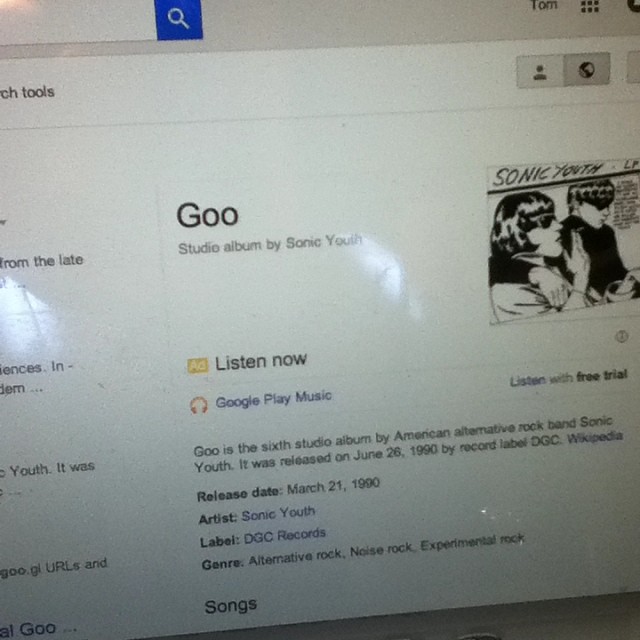 Tom
ch tools
SONIC YOUTH · LP
Goo
Studio album by Sonic Youth
from the late
Ad Listen now
iences. In -
dem ...
Google Play Music
Listen with free trial
Goo is the sixth studio album by American alternative rock band Sonic
Youth. It was released on June 26, 1990 by record label DGC. Wikipedia
c Youth. It was
c ...
Release date: March 21, 1990
Artist: Sonic Youth
Label: DGC Records
Genre: Alternative rock, Noise rock, Experimental rock
goo.gl URLs and
Songs
al Goo ...